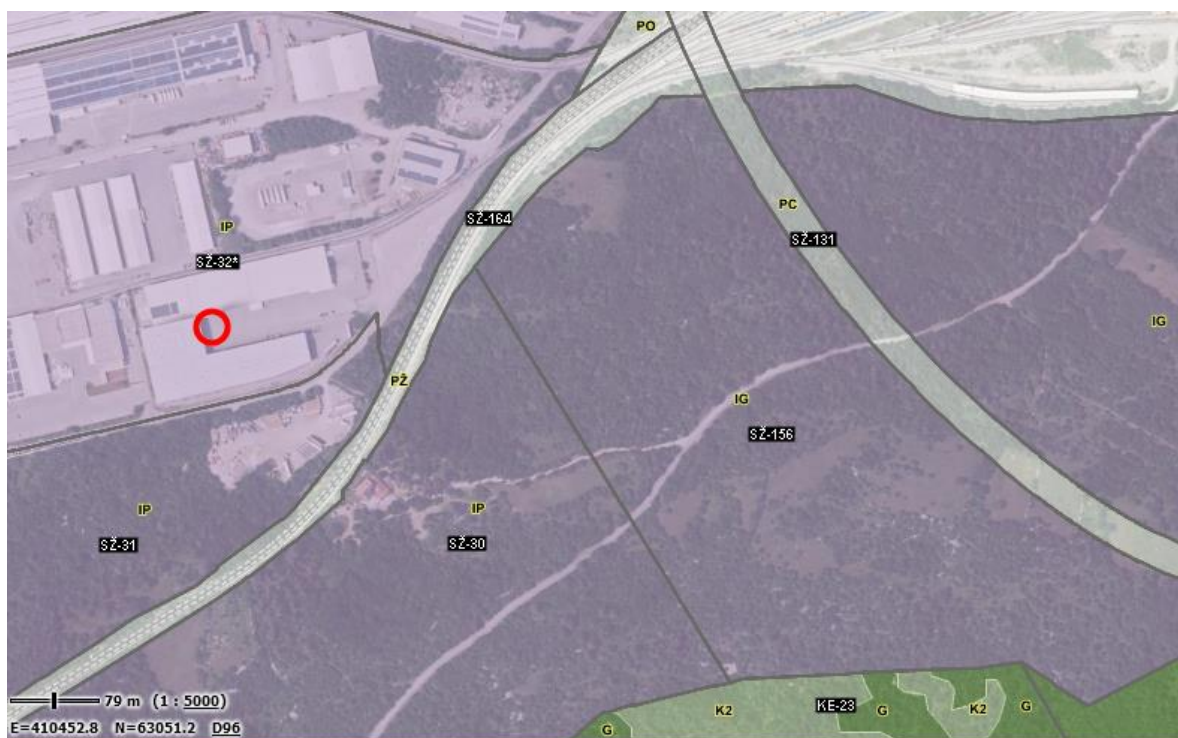 PO
PC
SŽ-164
IP
SŽ-131
SŽ-32*
IG
PŽ
IG
SŽ-156
IP
IP
SŽ-31
SŽ-30
79 m (1 : 5000)
K2
KE-23
G
K2
G
G
E=410452.8 N=63051.2 D96